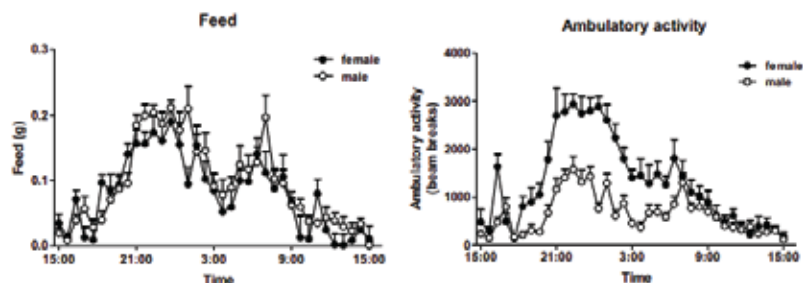 Feed
female
male
Feed (g)
0.3
0.2
0.1
0.0
15:00 21:00 3:00 9:00 15:00
Time
Ambulatory activity
female
male
Ambulatory activity
(beam breaks)
4000
3000
2000
1000
0
15:00 21:00 3:00 9:00 15:00
Time